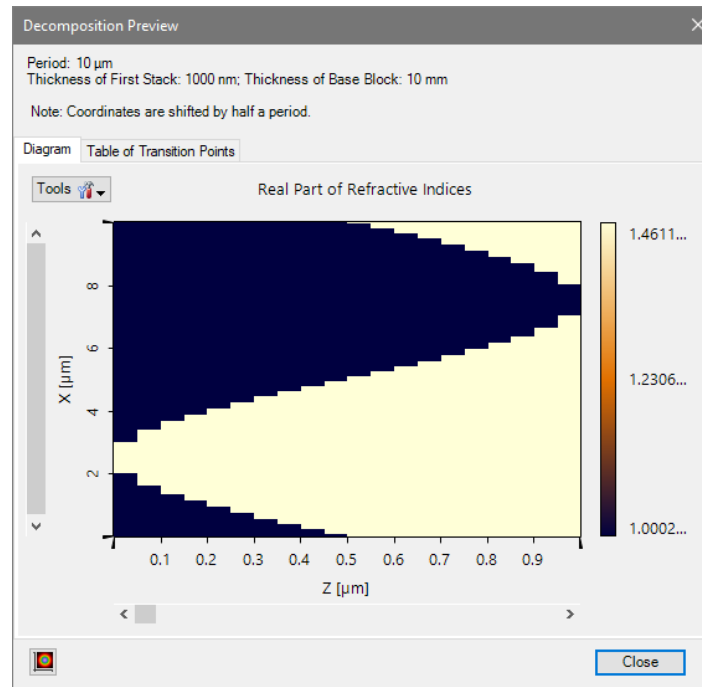 Decomposition Preview
Period: 10 µm
Thickness of First Stack: 1000 nm; Thickness of Base Block: 10 mm
Note: Coordinates are shifted by half a period.
Diagram
Table of Transition Points
Tools
Real Part of Refractive Indices
X [µm]
8
6
4
2
0.1 0.2 0.3 0.4 0.5 0.6 0.7 0.8 0.9
Z [µm]
1.4611...
1.2306...
1.0002...
Close